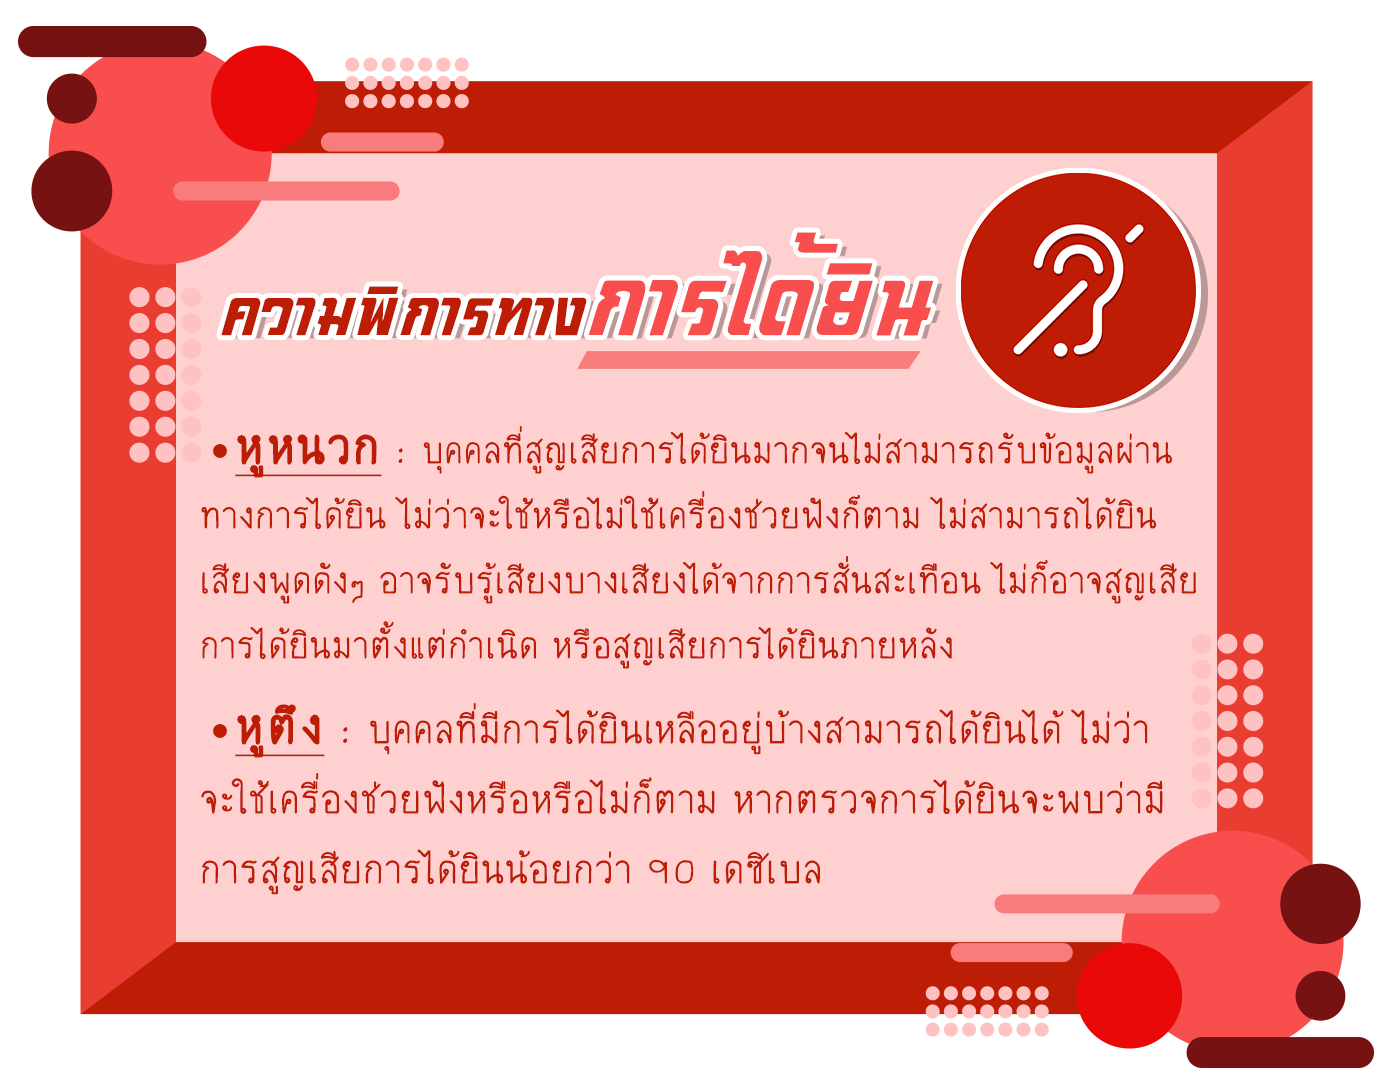 ความพิการทางการได้ยิน
• หูหนวก : บุคคลที่สูญเสียการได้ยินมากจนไม่สามารถรับข้อมูลผ่าน
ทางการได้ยิน ไม่ว่าจะใช้หรือไม่ใช้เครื่องช่วยฟังก็ตาม ไม่สามารถได้ยิน
เสียงพูดดังๆ อาจรับรู้เสียงบางเสียงได้จากการสั่นสะเทือน ไม่ก็อาจสูญเสีย
การได้ยินมาตั้งแต่กำเนิด หรือสูญเสียการได้ยินภายหลัง
• หูตึง : บุคคลที่มีการได้ยินเหลืออยู่บ้างสามารถได้ยินได้ ไม่ว่า
จะใช้เครื่องช่วยฟังหรือหรือไม่ก็ตาม หากตรวจการได้ยินจะพบว่ามี
การสูญเสียการได้ยินน้อยกว่า ๆ๐ เดซิเบล